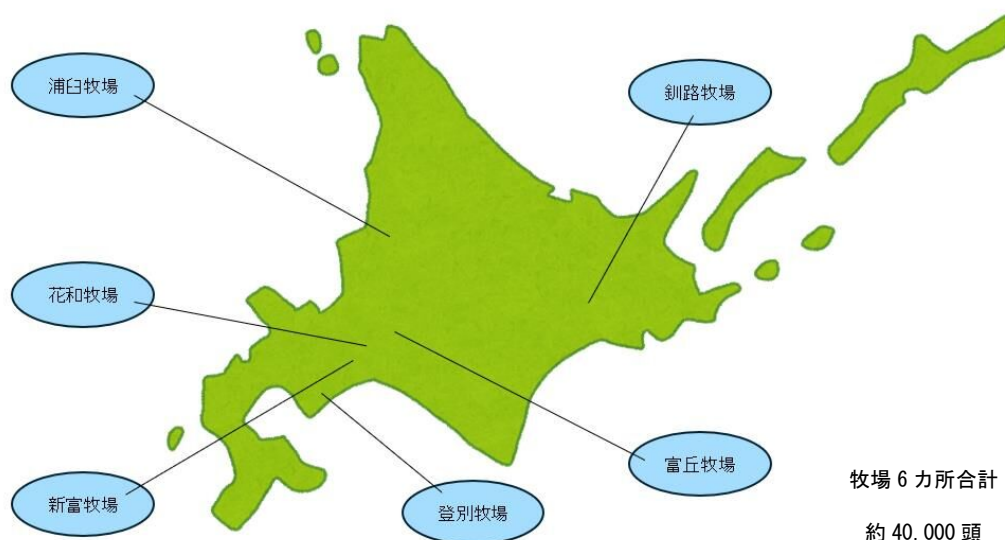 浦臼牧場
釧路牧場
花和牧場
富丘牧場
新富牧場
登別牧場
牧場 6 カ所合計
約 40,000 頭